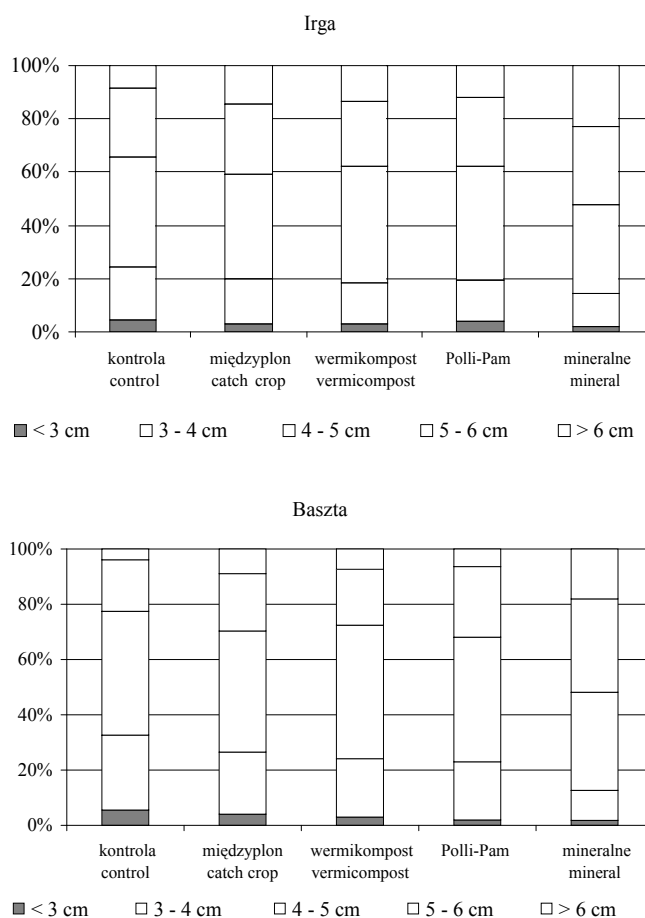 Irga
100%
80%
60%
40%
20%
0%
kontrola międzyplon wermikompost Polli-Pam mineralne
control catch crop vermicompost mineral
< 3 cm 3 - 4 cm 4 - 5 cm 5 - 6 cm > 6 cm
Baszta
100%
80%
60%
40%
20%
0%
kontrola międzyplon wermikompost Polli-Pam mineralne
control catch crop vermicompost mineral
< 3 cm 3 - 4 cm 4 - 5 cm 5 - 6 cm > 6 cm